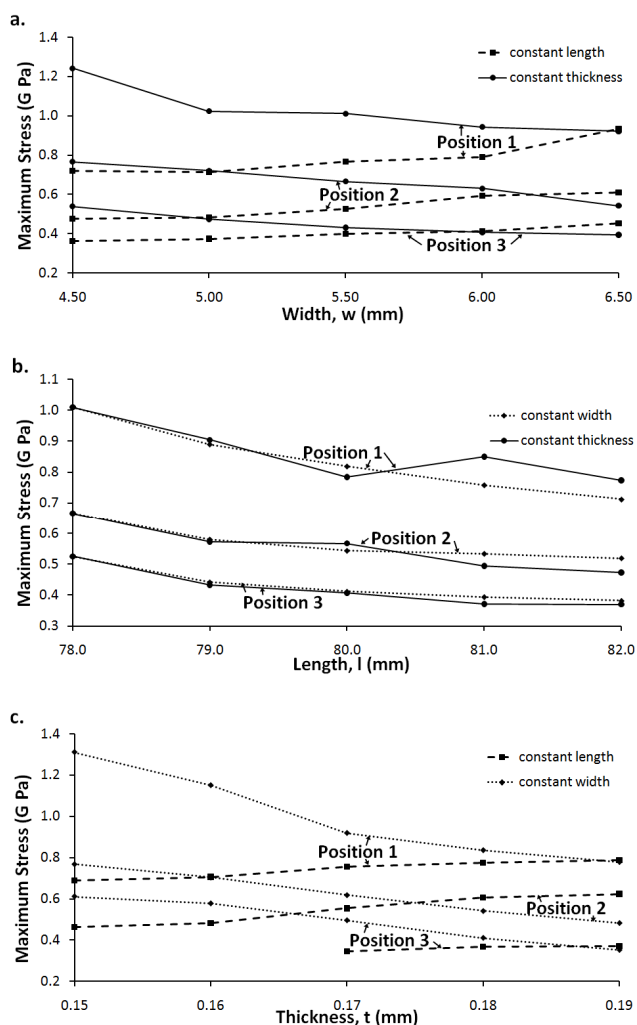 a.
1.4
1.2
1.0
0.8
0.6
0.4
0.2
Maximum Stress (G Pa)
constant length
constant thickness
Position 1
Position 2
Position 3
4.50 5.00 5.50 6.00 6.50
Width, w (mm)
b.
1.1
1.0
0.9
0.8
0.7
0.6
0.5
0.4
0.3
Maximum Stress (G Pa)
constant width
constant thickness
Position 1
Position 2
Position 3
78.0 79.0 80.0 81.0 82.0
Length, l (mm)
c.
1.4
1.2
1.0
0.8
0.6
0.4
0.2
Maximum Stress (G Pa)
constant length
constant width
Position 1
Position 2
Position 3
0.15 0.16 0.17 0.18 0.19
Thickness, t (mm)